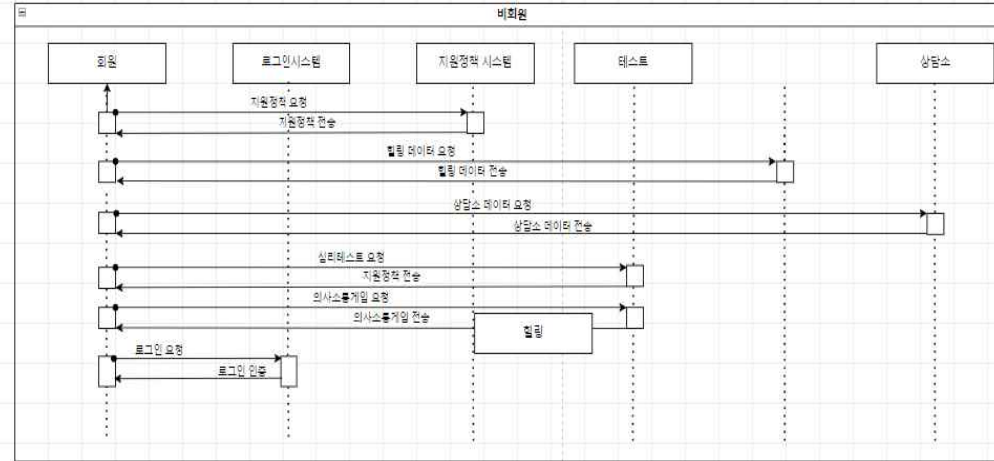 비회원
회원
로그인시스템
지원정책 시스템
테스트
상담소
지원정책 요청
지원정책 전송
힐링 데이터 요청
힐링 데이터 전송
상담소 데이터 요청
상담소 데이터 전송
심리테스트 요청
지원정책 전송
의사소통게임 요청
의사소통게임 전송
힐링
로그인 요청
로그인 인증